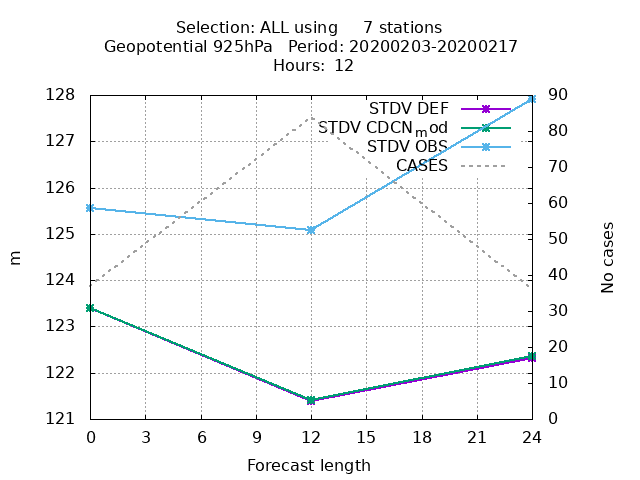 Selection: ALL using     7 stations
Geopotential 925hPa   Period: 20200203-20200217
Hours:  12
128
127
126
125
124
123
122
121
90
80
70
60
50
40
30
20
10
0
STDV DEF
STDV CDCNmod
STDV OBS
CASES
m
No cases
0 3 6 9 12 15 18 21 24
Forecast length